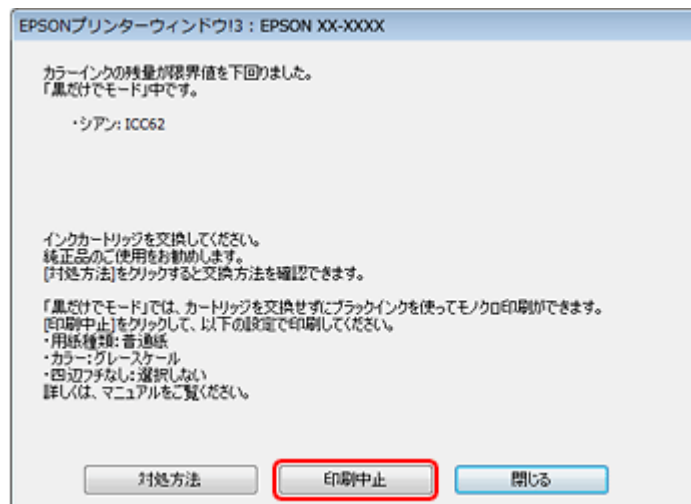 EPSONプリンターウィンドウ!3 : EPSON XX-XXXX
カラーインクの残量が限界値を下回りました。
「黒だけでモード」中です。
・シアン: ICC62
インクカートリッジを交換してください。
純正品のご使用をお勧めします。
[対処方法]をクリックすると交換方法を確認できます。
「黒だけでモード」では、カートリッジを交換せずにブラックインクを使ってモノクロ印刷ができます。
[印刷中止]をクリックして、以下の設定で印刷してください。
・用紙種類: 普通紙
・カラー: グレースケール
・四辺フチなし: 選択しない
詳しくは、マニュアルをご覧ください。
対処方法 印刷中止 閉じる